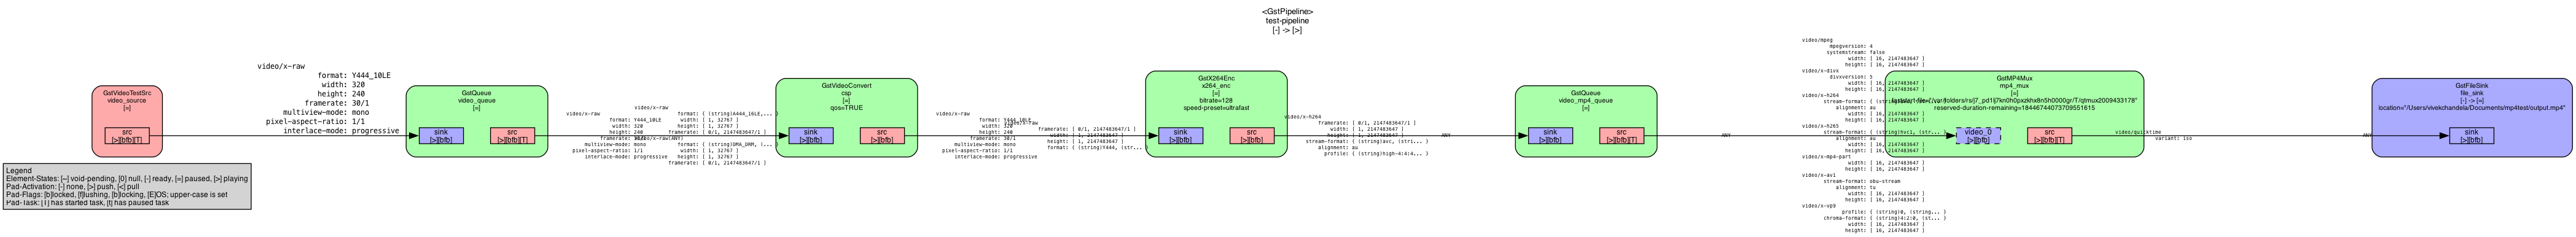 <GstPipeline>
test-pipeline
[-] -> [>]
GstVideoTestSrc
video_source
[=]
src
[>][bfb][T]
video/x-raw
format: Y444_10LE
width: 320
height: 240
framerate: 30/1
multiview-mode: mono
pixel-aspect-ratio: 1/1
interlace-mode: progressive
GstQueue
video_queue
[=]
sink
[>][bfb]
src
[>][bfb][T]
video/x-raw
format: Y444_10LE
width: 320
height: 240
framerate: 30/1
multiview-mode: mono
pixel-aspect-ratio: 1/1
interlace-mode: progressive
video/x-raw
format: { (string)A444_16LE,... }
width: [ 1, 32767 ]
height: [ 1, 32767 ]
framerate: [ 0/1, 2147483647/1 ]
video/x-raw(ANY)
format: { (string)DMA_DRM, (... }
width: [ 1, 32767 ]
height: [ 1, 32767 ]
framerate: [ 0/1, 2147483647/1 ]
GstVideoConvert
csp
[=]
qos=TRUE
sink
[>][bfb]
src
[>][bfb]
video/x-raw
format: Y444_10LE
width: 320
height: 240
framerate: 30/1
multiview-mode: mono
pixel-aspect-ratio: 1/1
interlace-mode: progressive
video/x-raw
framerate: [ 0/1, 2147483647/1 ]
width: [ 1, 2147483647 ]
height: [ 1, 2147483647 ]
format: { (string)Y444, (str... }
GstX264Enc
x264_enc
[=]
bitrate=128
speed-preset=ultrafast
sink
[>][bfb]
src
[>][bfb]
video/x-h264
framerate: [ 0/1, 2147483647/1 ]
width: [ 1, 2147483647 ]
height: [ 1, 2147483647 ]
stream-format: { (string)avc, (stri... }
alignment: au
profile: { (string)high-4:4:4... }
ANY
GstQueue
video_mp4_queue
[=]
sink
[>][bfb]
src
[>][bfb][T]
ANY
video/mpeg
mpegversion: 4
systemstream: false
width: [ 16, 2147483647 ]
height: [ 16, 2147483647 ]
video/x-divx
divxversion: 5
width: [ 16, 2147483647 ]
height: [ 16, 2147483647 ]
video/x-h264
stream-format:
alignment: au
width: [ 16, 2147483647 ]
height: [ 16, 2147483647 ]
video/x-h265
stream-format: { (string)hvc1, (str... }
alignment: au
width: [ 16, 2147483647 ]
height: [ 16, 2147483647 ]
video/x-mp4-part
width: [ 16, 2147483647 ]
height: [ 16, 2147483647 ]
video/x-av1
stream-format: obu-stream
alignment: tu
width: [ 16, 2147483647 ]
height: [ 16, 2147483647 ]
video/x-vp9
profile: { (string)0, (string... }
chroma-format: { (string)4:2:0, (st... }
width: [ 16, 2147483647 ]
height: [ 16, 2147483647 ]
GstMP4Mux
mp4_mux
[=]
reserved-duration-remaining=18446744073709551615
video_0
[>][bfb]
src
[>][bfb]
video/quicktime
variant: iso
ANY
GstFileSink
file_sink
[-] -> [=]
location="/Users/vivekchandela/Documents/mp4test/output.mp4"
sink
[>][bfb]
Legend
Element-States: [~] void-pending, [0] null, [-] ready, [=] paused, [>] playing
Pad-Activation: [-] none, [>] push, [<] pull
Pad-Flags: [b]locked, [f]lushing, [b]locking, [E]OS; upper-case is set
Pad-Task: [T] has started task, [t] has paused task